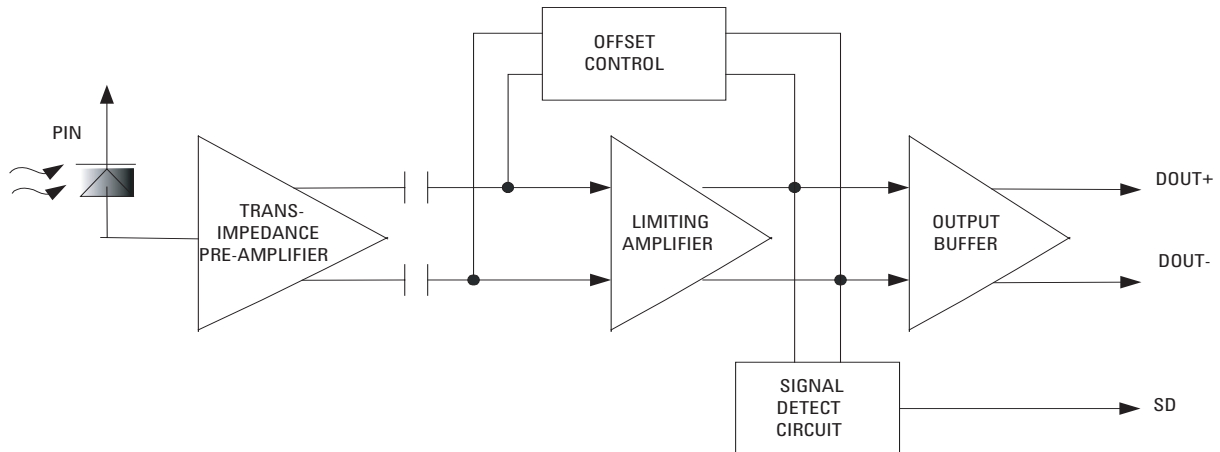 OFFSET
CONTROL
PIN
TRANS-
IMPEDANCE
PRE-AMPLIFIER
LIMITING
AMPLIFIER
OUTPUT
BUFFER
DOUT+
DOUT-
SIGNAL
DETECT
CIRCUIT
SD